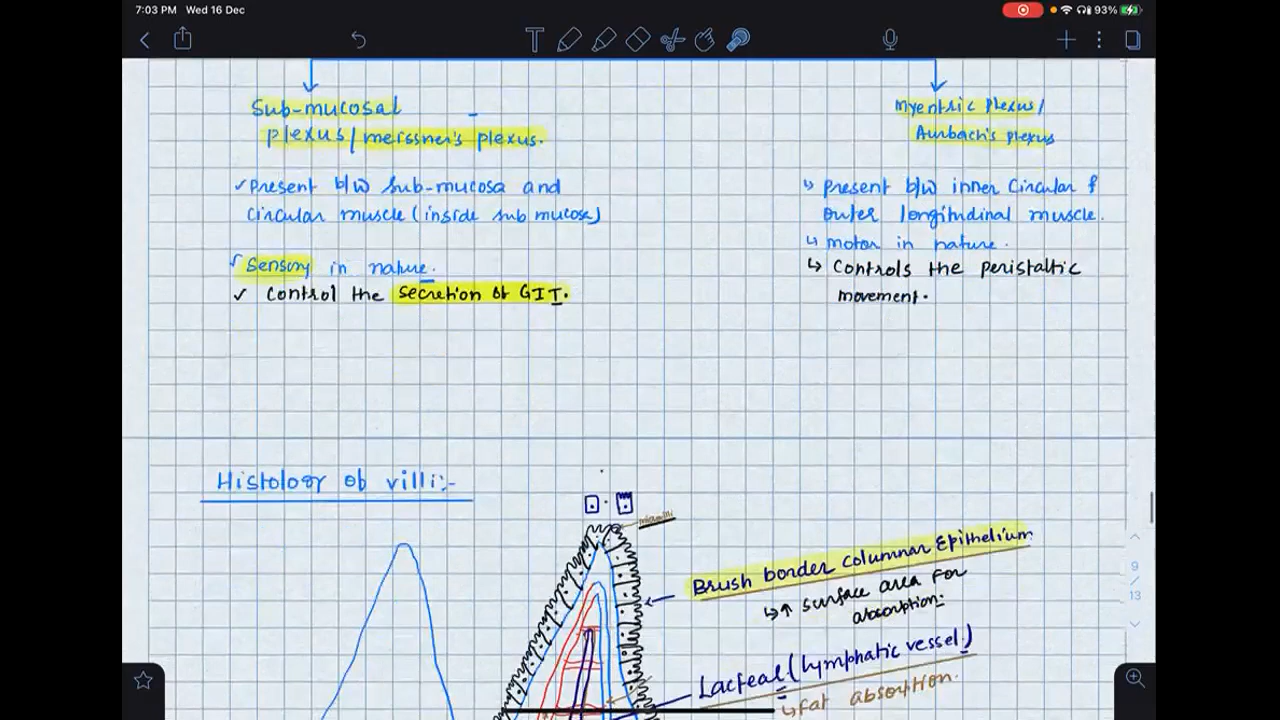 7:03 PM Wed 16 Dec
93%
Sub-mucosal
plexus/meissner's plexus.
Myentric plexus/
Aurbach's plexus
✓ Present b/w sub-mucosa and
circular muscle (inside sub mucosa)
✓ Sensory in nature.
✓ Control the secretion of GIT.
↳ present b/w inner Circular &
outer longitudinal muscle.
↳ motor in nature.
↳ Controls the peristaltic
movement.
Histology of villi:-
microvilli
Brush border columnar Epithelium
↳ ↑ surface area for
absorption.
Lacteal (lymphatic vessel)
↳ fat absorption.
9
/
13